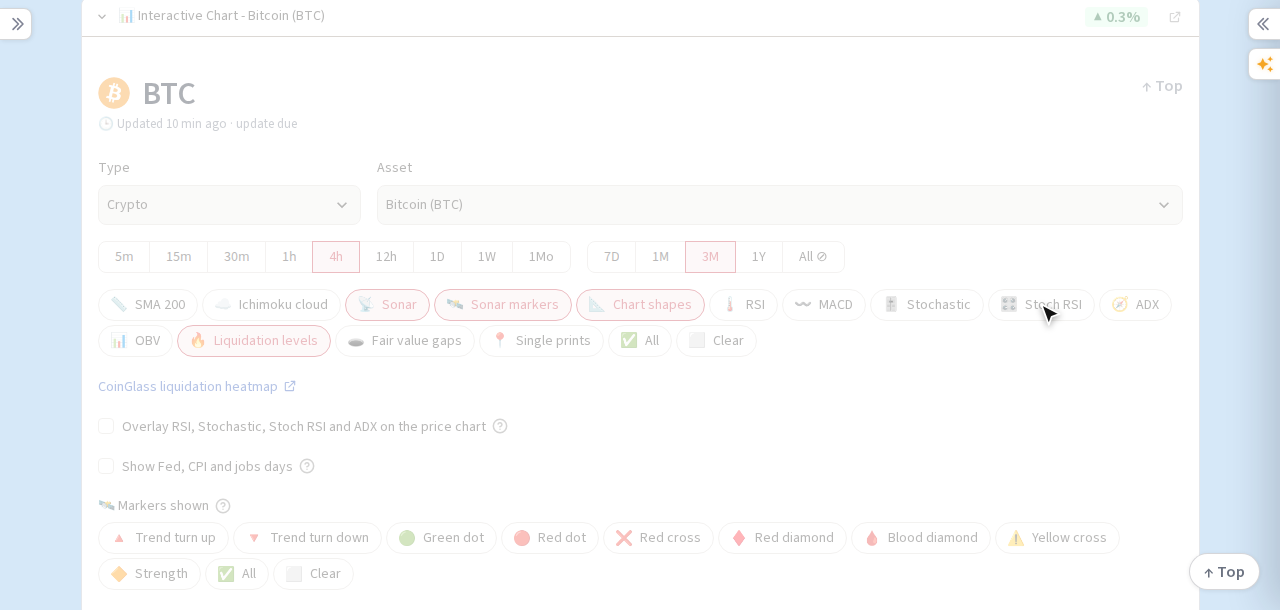 Interactive Chart - Bitcoin (BTC)
▲ 0.3%
BTC
↑ Top
Updated 10 min ago · update due
Type
Asset
Crypto
Bitcoin (BTC)
5m 15m 30m 1h 4h 12h 1D 1W 1Mo 7D 1M 3M 1Y All ⊘
SMA 200 Ichimoku cloud Sonar Sonar markers Chart shapes RSI MACD Stochastic Stoch RSI ADX
OBV Liquidation levels Fair value gaps Single prints All Clear
CoinGlass liquidation heatmap
Overlay RSI, Stochastic, Stoch RSI and ADX on the price chart ?
Show Fed, CPI and jobs days ?
Markers shown ?
Trend turn up Trend turn down Green dot Red dot Red cross Red diamond Blood diamond Yellow cross
Strength All Clear
↑ Top